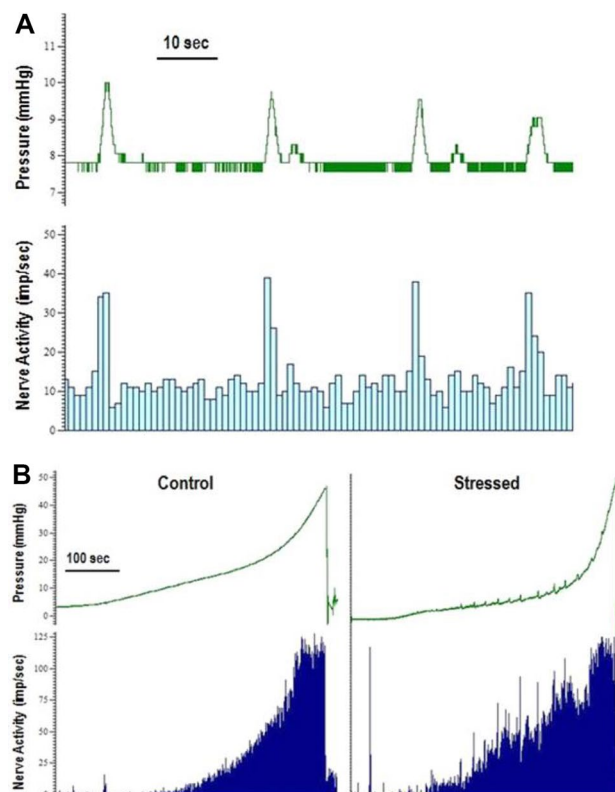 A
10 sec
Pressure (mmHg)
11
10
9
8
7
Nerve Activity (imp/sec)
50
40
30
20
10
0
B
Control
Stressed
100 sec
Pressure (mmHg)
50
40
30
20
10
0
Nerve Activity (imp/sec)
125
100
75
50
25
0